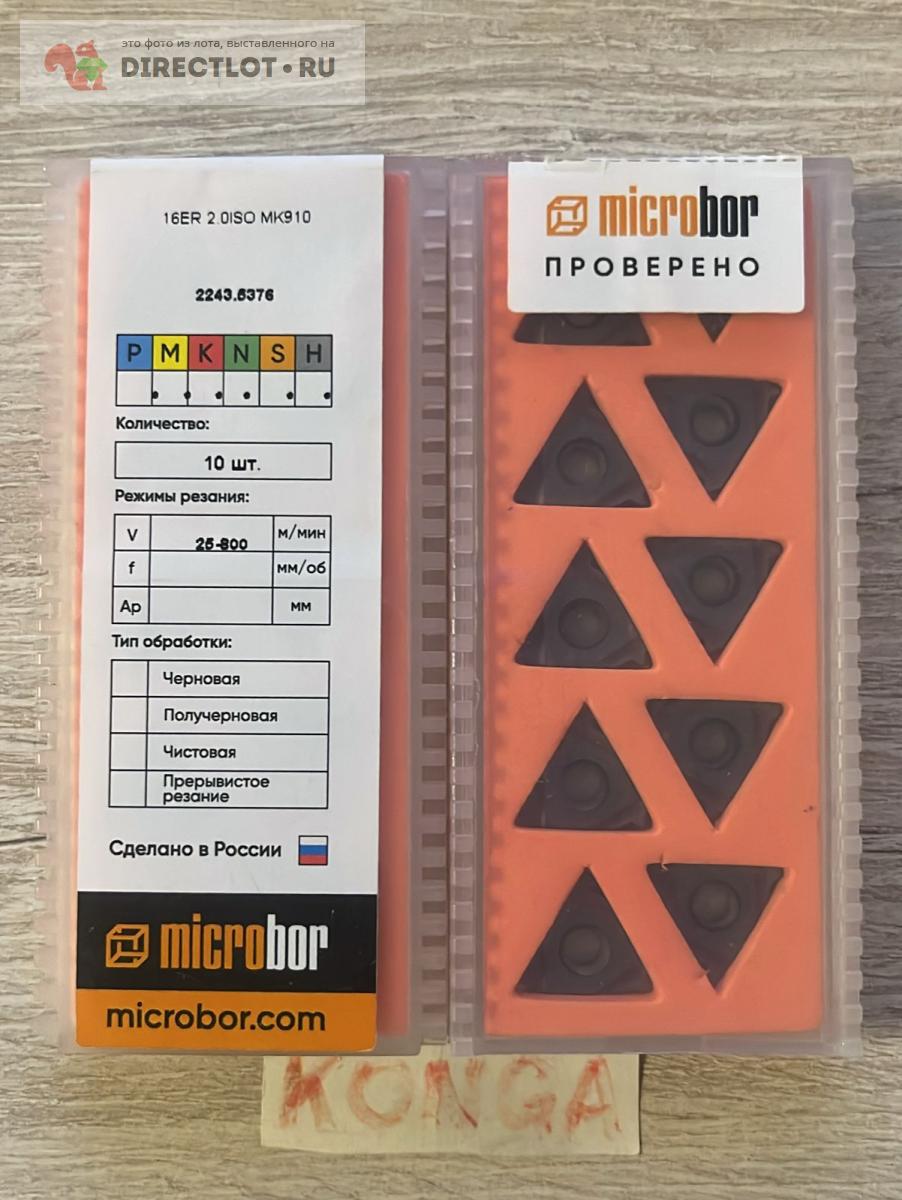 это фото из лота, выставленного на
DIRECTLOT.RU
16ER 2.0ISO MK910
2243.5376
P M K N S H
Количество:
10 шт.
Режимы резания:
V 25-800 м/мин
f мм/об
Ap мм
Тип обработки:
Черновая
Получерновая
Чистовая
Прерывистое
резание
Сделано в России
microbor
microbor.com
microbor
ПРОВЕРЕНО
KONGA